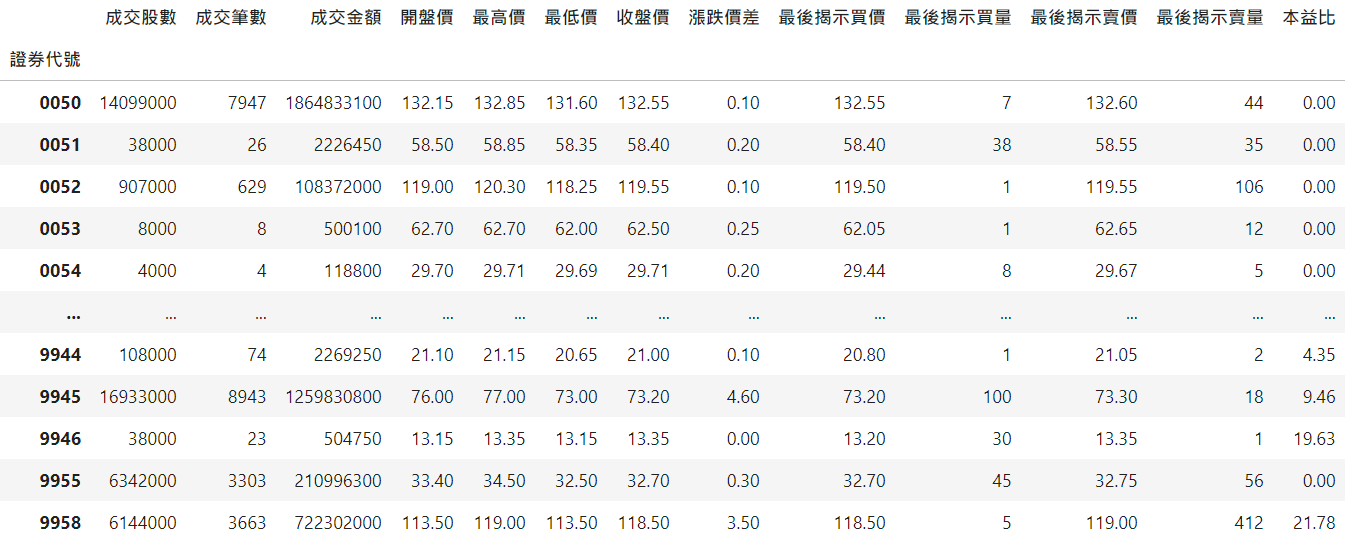 成交股數 成交筆數 成交金額 開盤價 最高價 最低價 收盤價 漲跌價差 最後揭示買價 最後揭示買量 最後揭示賣價 最後揭示賣量 本益比
證券代號
0050 14099000 7947 1864833100 132.15 132.85 131.60 132.55 0.10 132.55 7 132.60 44 0.00
0051 38000 26 2226450 58.50 58.85 58.35 58.40 0.20 58.40 38 58.55 35 0.00
0052 907000 629 108372000 119.00 120.30 118.25 119.55 0.10 119.50 1 119.55 106 0.00
0053 8000 8 500100 62.70 62.70 62.00 62.50 0.25 62.05 1 62.65 12 0.00
0054 4000 4 118800 29.70 29.71 29.69 29.71 0.20 29.44 8 29.67 5 0.00
... ... ... ... ... ... ... ... ... ... ... ... ... ...
9944 108000 74 2269250 21.10 21.15 20.65 21.00 0.10 20.80 1 21.05 2 4.35
9945 16933000 8943 1259830800 76.00 77.00 73.00 73.20 4.60 73.20 100 73.30 18 9.46
9946 38000 23 504750 13.15 13.35 13.15 13.35 0.00 13.20 30 13.35 1 19.63
9955 6342000 3303 210996300 33.40 34.50 32.50 32.70 0.30 32.70 45 32.75 56 0.00
9958 6144000 3663 722302000 113.50 119.00 113.50 118.50 3.50 118.50 5 119.00 412 21.78